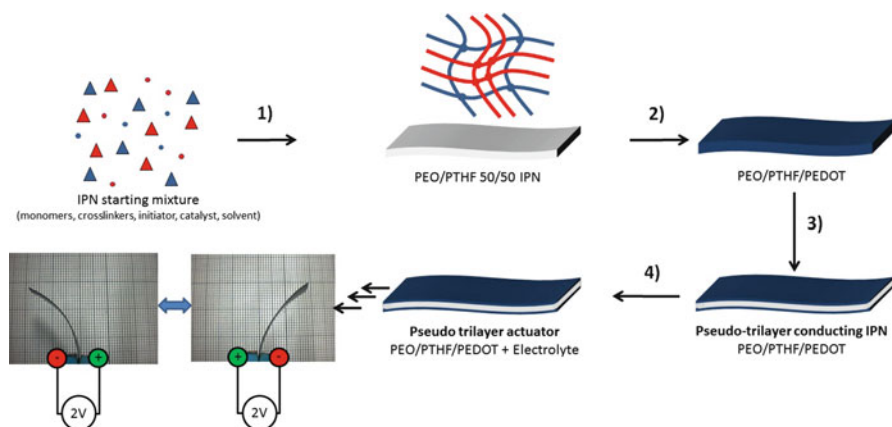 1)
2)
IPN starting mixture
(monomers, crosslinkers, initiator, catalyst, solvent)
PEO/PTHF 50/50 IPN
PEO/PTHF/PEDOT
3)
4)
Pseudo-trilayer conducting IPN
PEO/PTHF/PEDOT
Pseudo trilayer actuator
PEO/PTHF/PEDOT + Electrolyte
- + + -
2V 2V